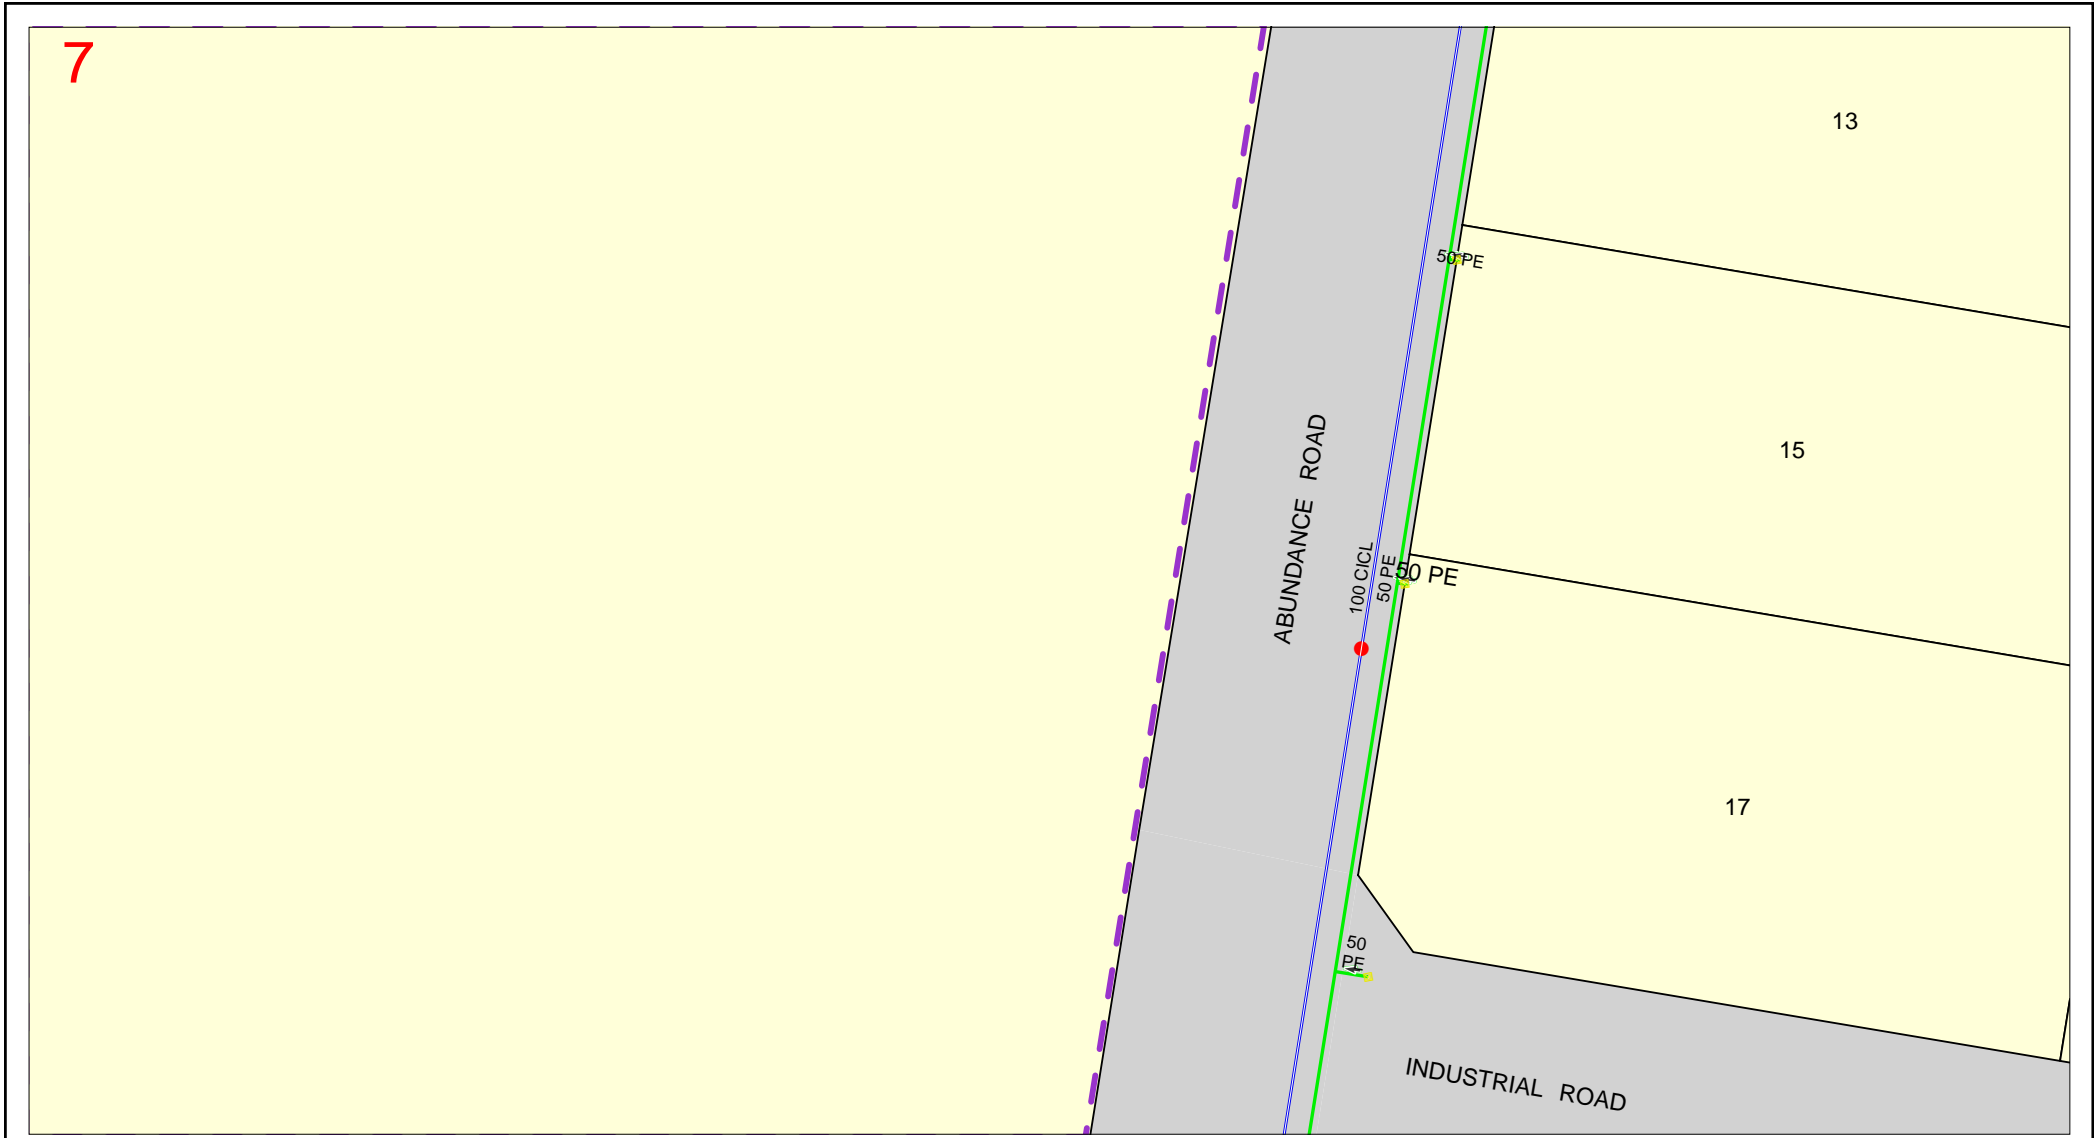 7
13
50 PE
15
ABUNDANCE ROAD
100 CICL
50 PE
50 PE
17
50
PE
INDUSTRIAL ROAD